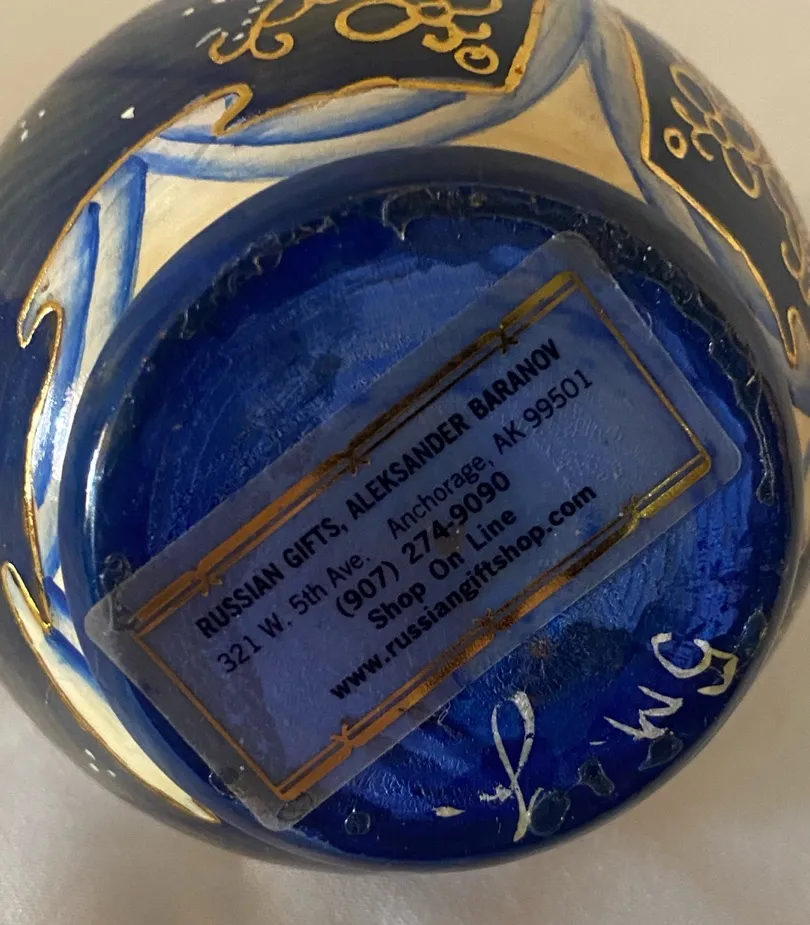 RUSSIAN GIFTS, ALEKSANDER BARANOV
321 W. 5th Ave. Anchorage, AK 99501
(907) 274-9090
Shop On Line
www.russiangiftshop.com
5